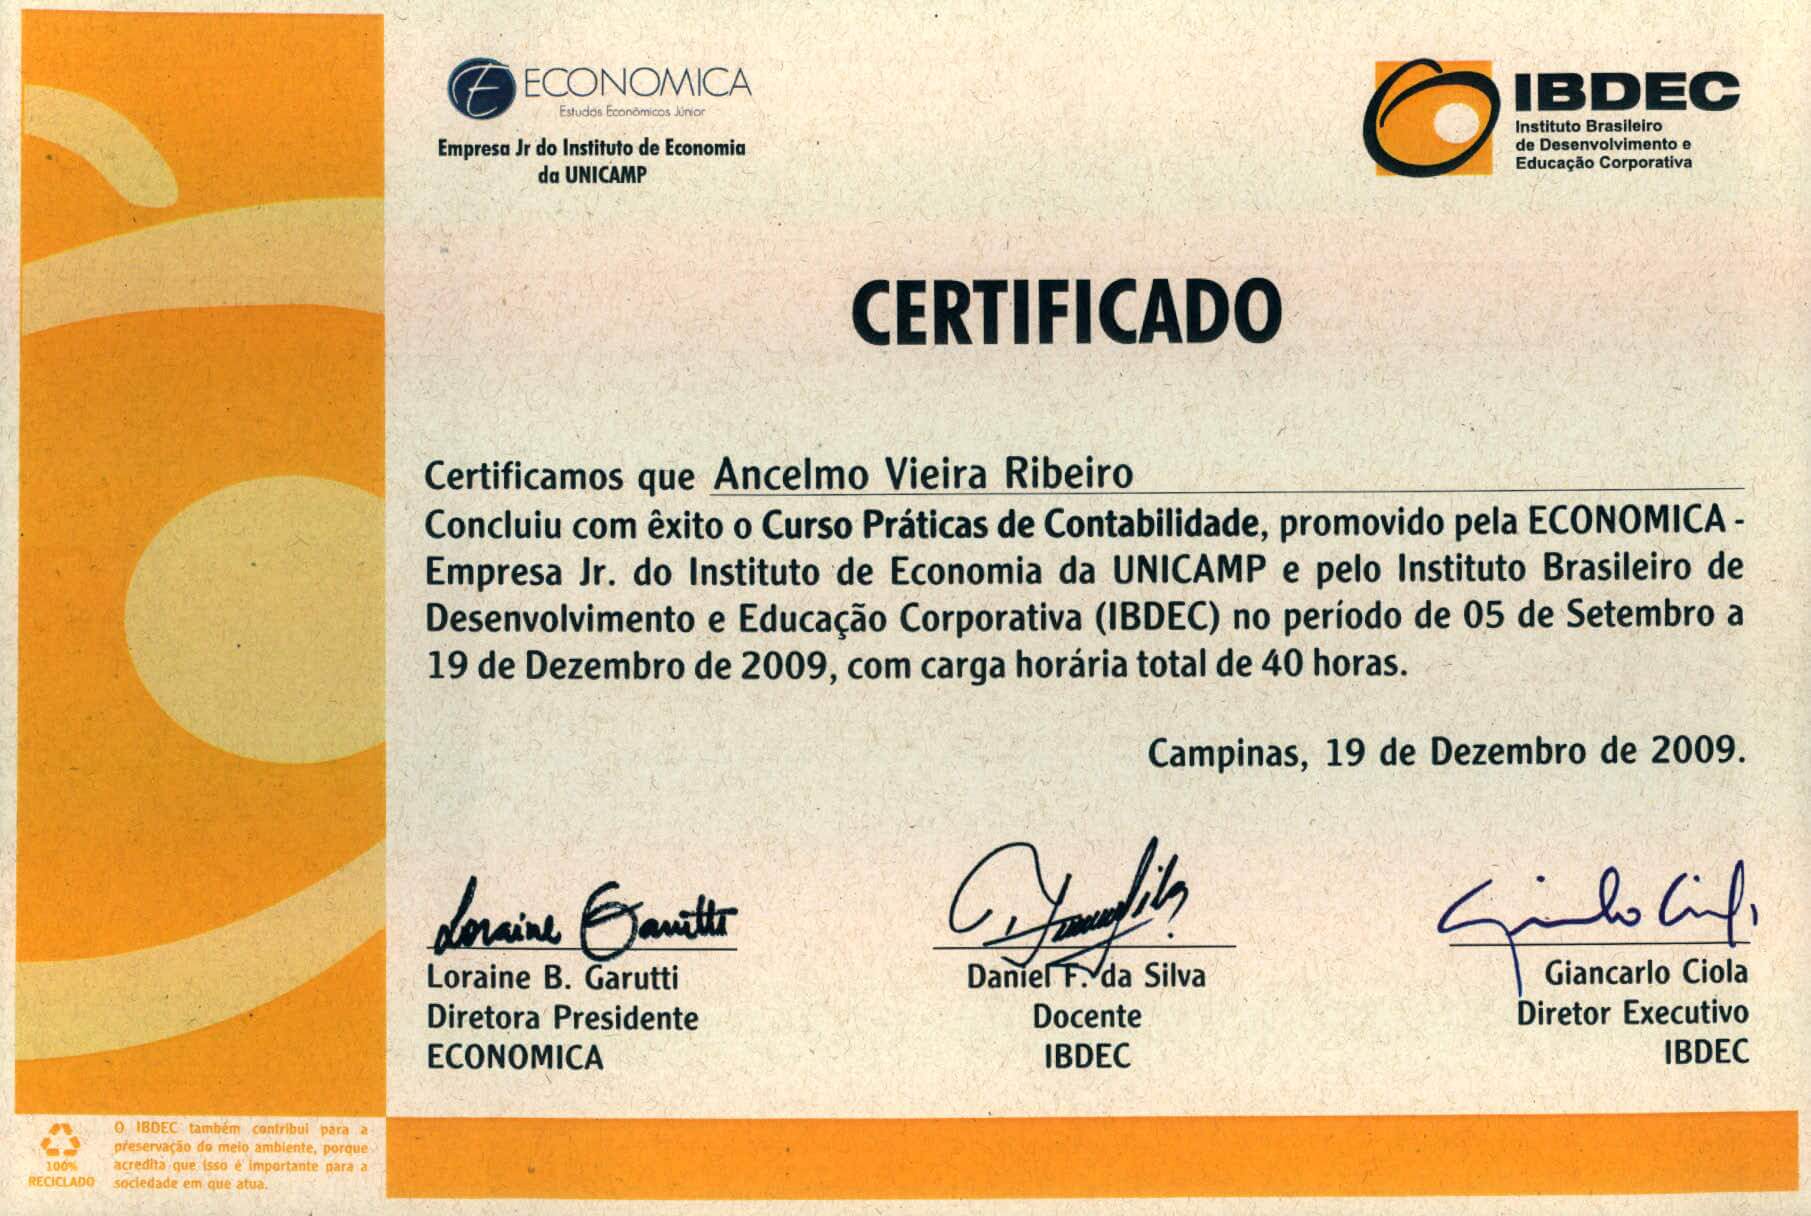 ECONOMICA
Estudos Econômicos Júnior
Empresa Jr do Instituto de Economia
da UNICAMP
IBDEC
Instituto Brasileiro
de Desenvolvimento e
Educação Corporativa
CERTIFICADO
Certificamos que Ancelmo Vieira Ribeiro
Concluiu com êxito o Curso Práticas de Contabilidade, promovido pela ECONOMICA -
Empresa Jr. do Instituto de Economia da UNICAMP e pelo Instituto Brasileiro de
Desenvolvimento e Educação Corporativa (IBDEC) no período de 05 de Setembro a
19 de Dezembro de 2009, com carga horária total de 40 horas.
Campinas, 19 de Dezembro de 2009.
Loraine Garutti
Loraine B. Garutti
Diretora Presidente
ECONOMICA
Daniel F. da Silva
Docente
IBDEC
Giancarlo Ciola
Diretor Executivo
IBDEC
100%
RECICLADO
O IBDEC também contribui para a
preservação do meio ambiente, porque
acredita que isso é importante para a
sociedade em que atua.